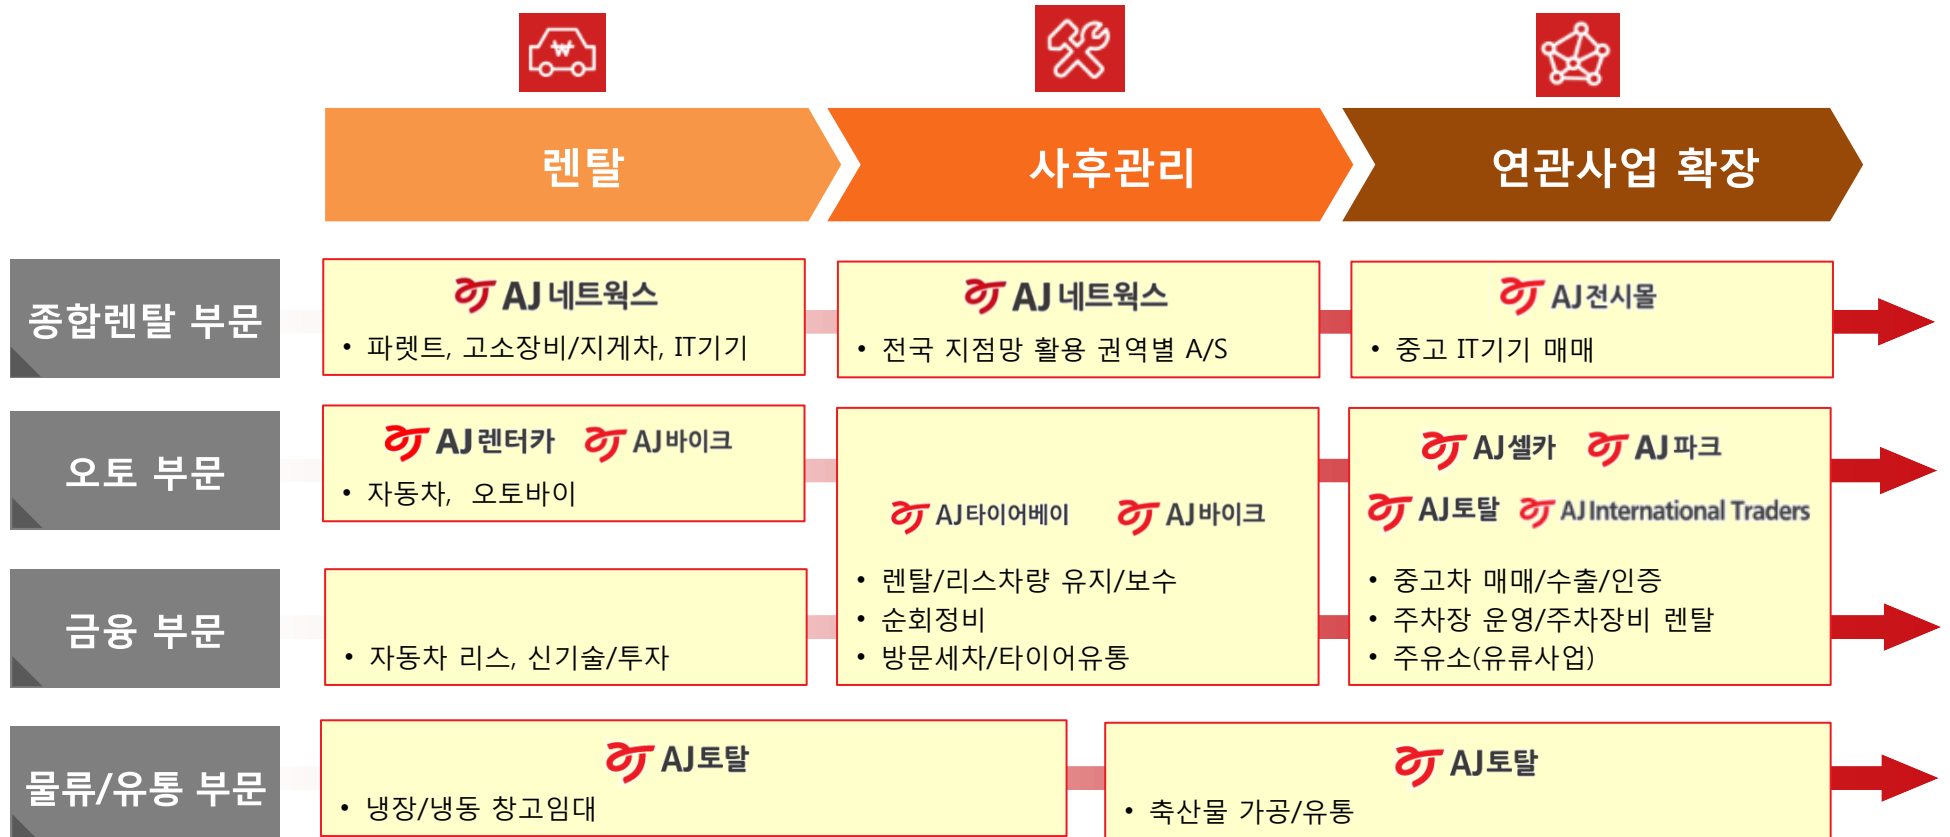 ₩
렌탈
사후관리
연관사업 확장
종합렌탈 부문
AJ네트웍스
• 파렛트, 고소장비/지게차, IT기기
AJ네트웍스
• 전국 지점망 활용 권역별 A/S
AJ전시몰
• 중고 IT기기 매매
오토 부문
AJ렌터카 AJ바이크
• 자동차, 오토바이
AJ타이어베이 AJ바이크
• 렌탈/리스차량 유지/보수
• 순회정비
• 방문세차/타이어유통
AJ셀카 AJ파크
AJ토탈 AJ International Traders
• 중고차 매매/수출/인증
• 주차장 운영/주차장비 렌탈
• 주유소(유류사업)
금융 부문
• 자동차 리스, 신기술/투자
물류/유통 부문
AJ토탈
• 냉장/냉동 창고임대
AJ토탈
• 축산물 가공/유통